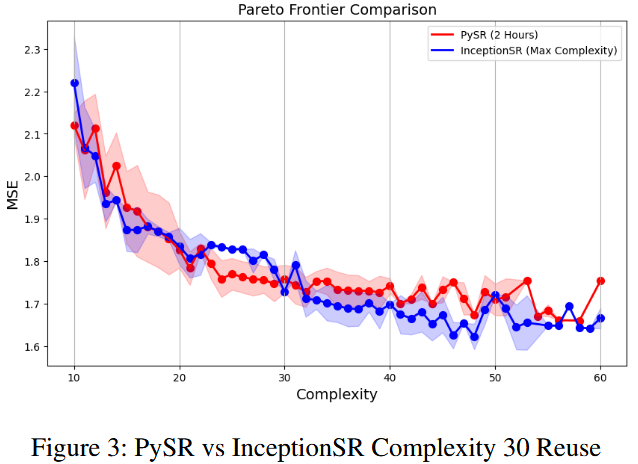 Pareto Frontier Comparison
PySR (2 Hours)
InceptionSR (Max Complexity)
MSE
2.3
2.2
2.1
2.0
1.9
1.8
1.7
1.6
10 20 30 40 50 60
Complexity
Figure 3: PySR vs InceptionSR Complexity 30 Reuse